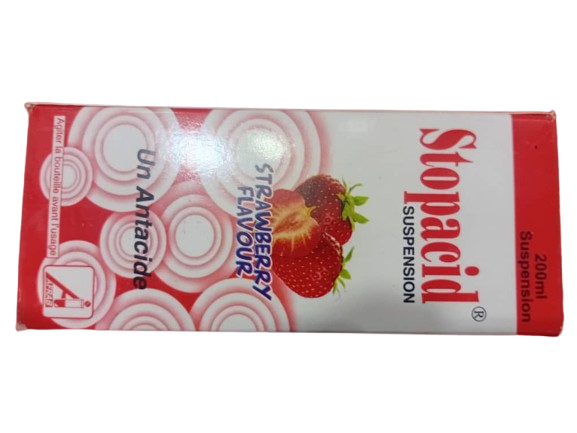 200ml
Suspension
Stopacid®
SUSPENSION
STRAWBERRY
FLAVOUR
Un Antacide
Agiter la bouteille avant l'usage